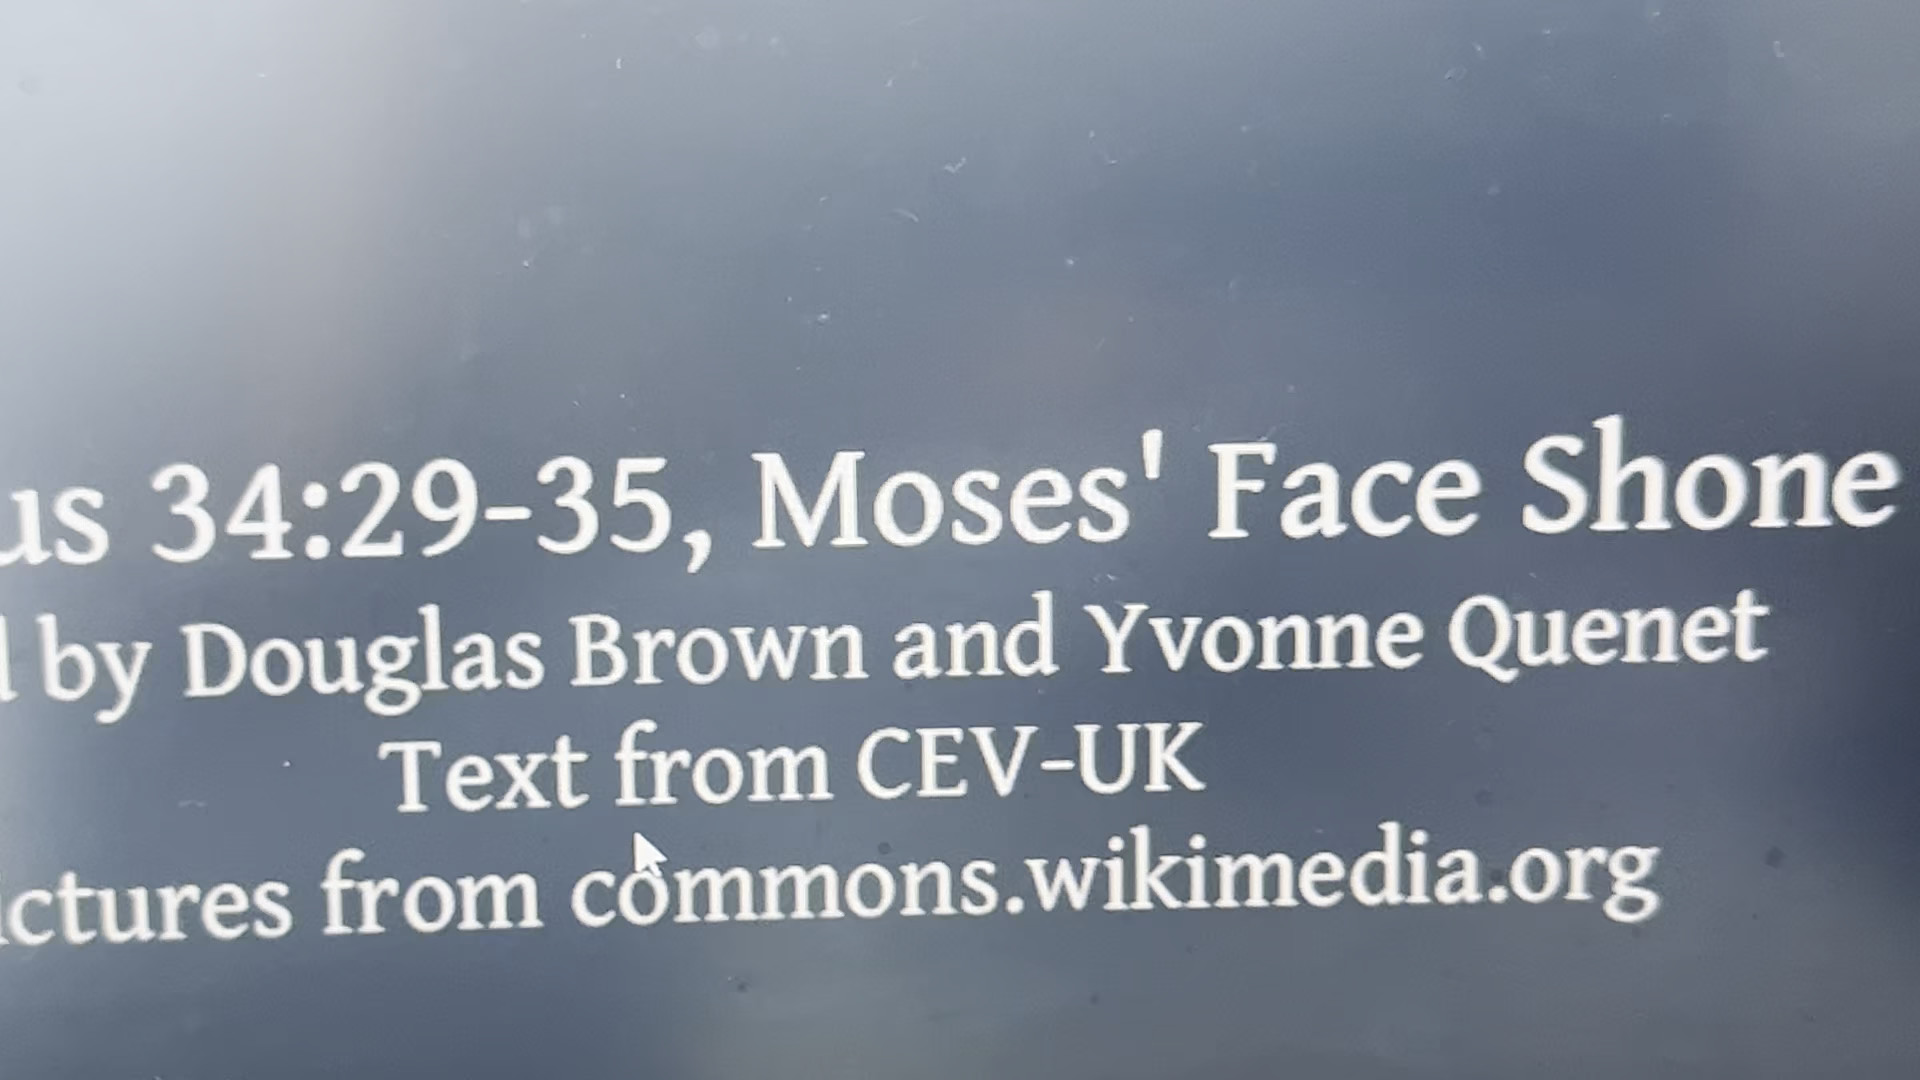 us 34:29-35, Moses' Face Shone
by Douglas Brown and Yvonne Quenet
Text from CEV-UK
ictures from commons.wikimedia.org